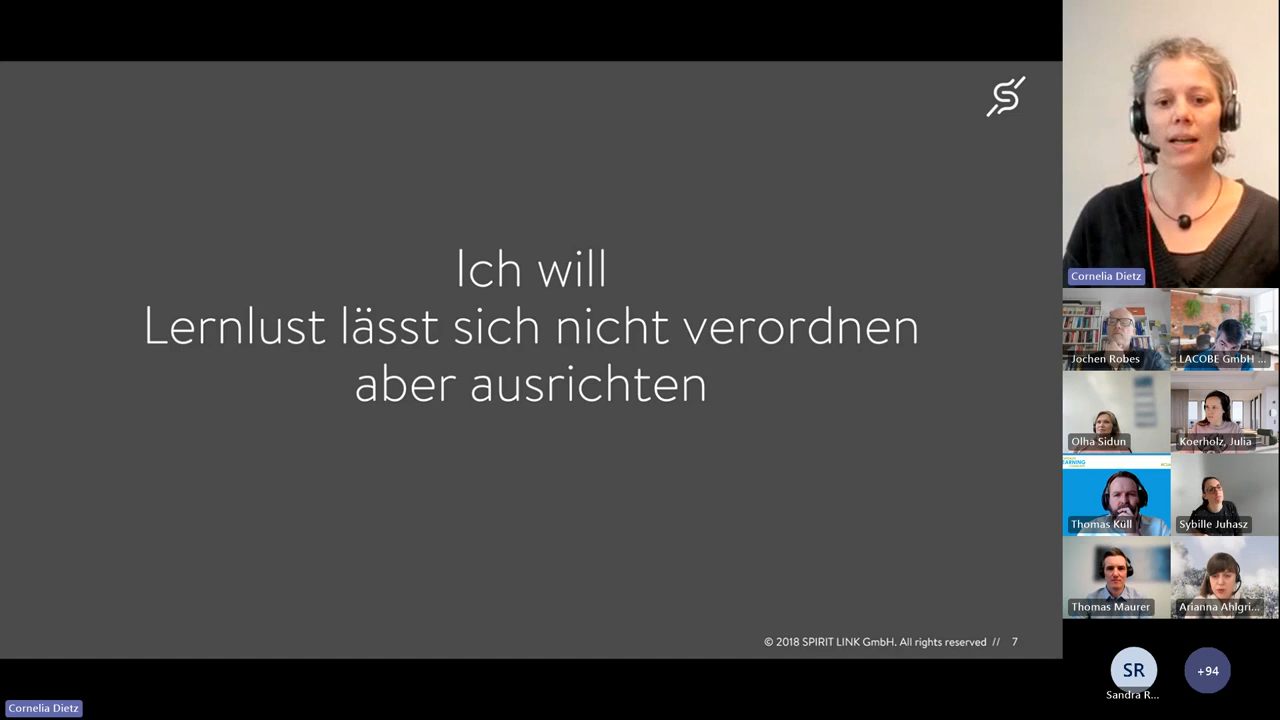 Ich will
Lernlust lässt sich nicht verordnen
aber ausrichten
© 2018 SPIRIT LINK GmbH. All rights reserved // 7
Cornelia Dietz
Cornelia Dietz
Jochen Robes
LACOBE GmbH ...
Olha Sidun
Koerholz, Julia
Thomas Küll
Sybille Juhasz
Thomas Maurer
Arianna Ahlgri...
SR
+94
Sandra R...